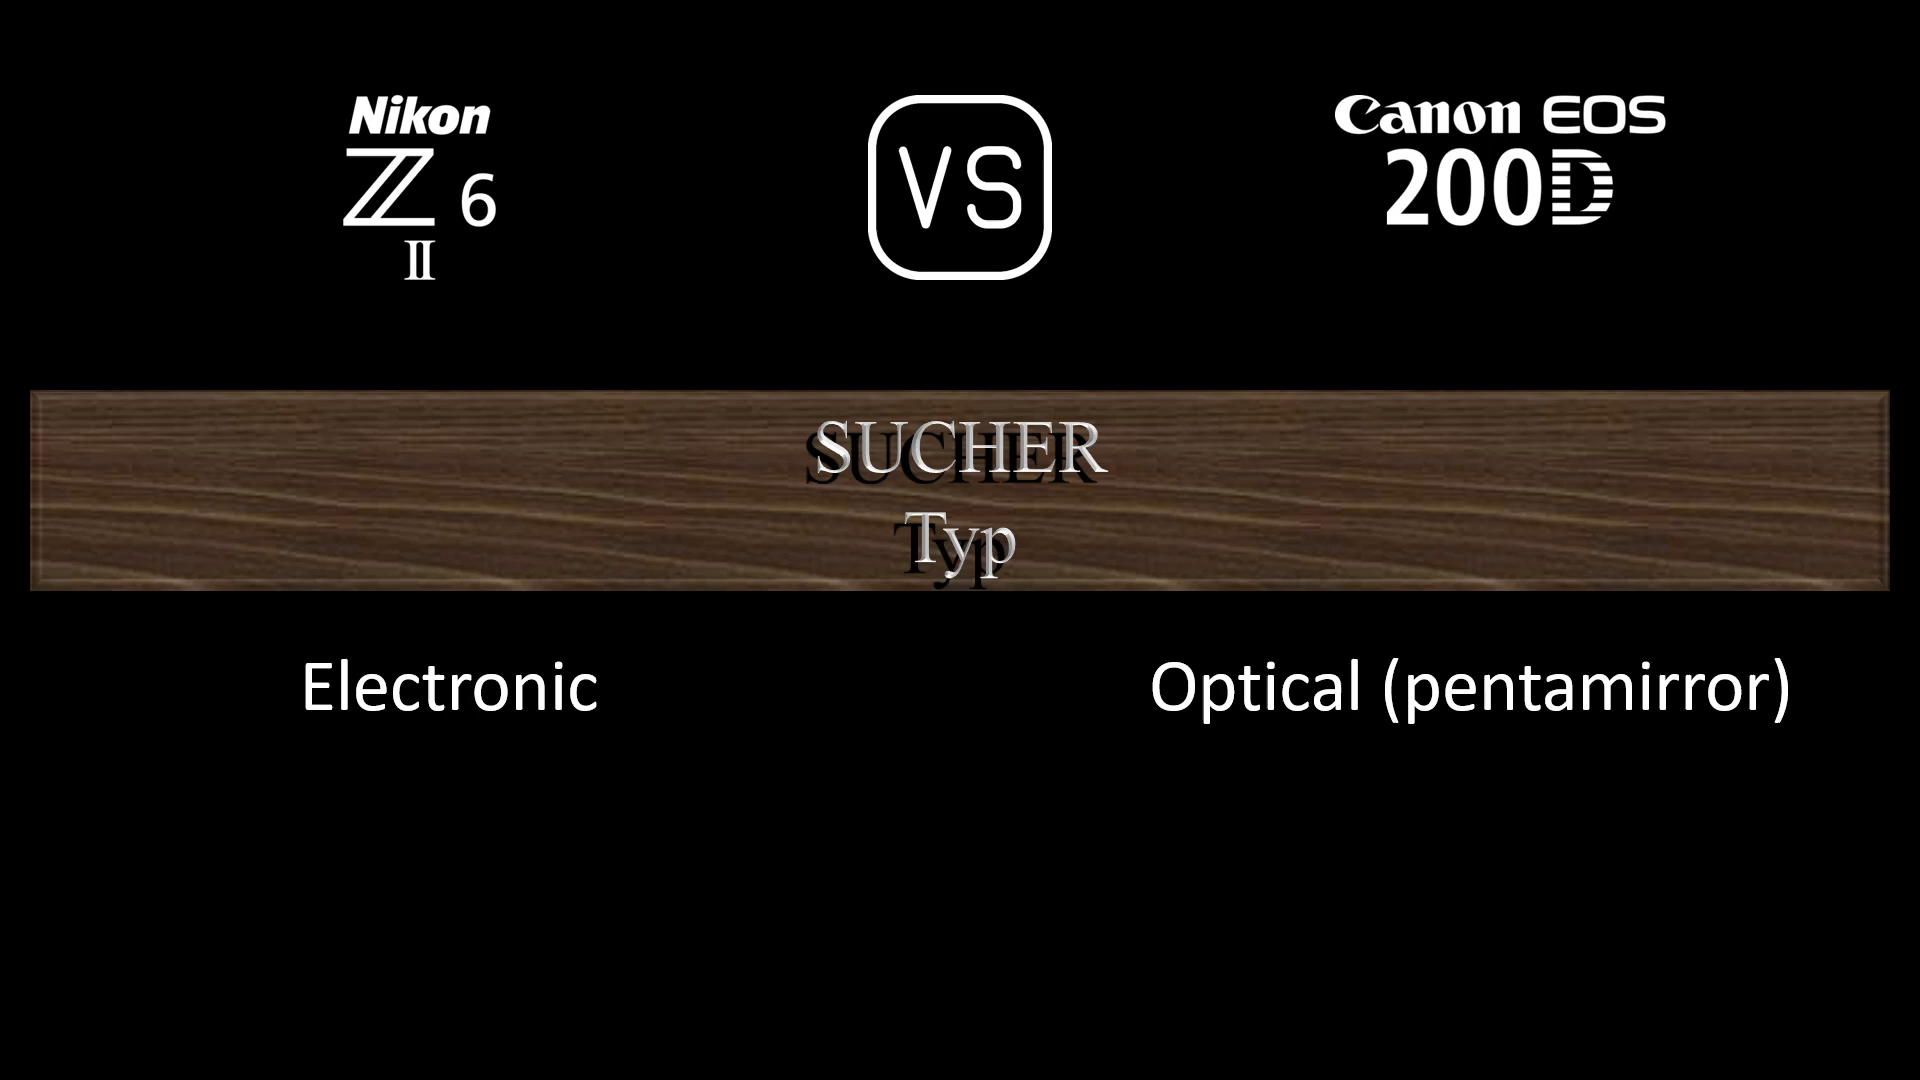 Nikon
Z 6
II
VS
Canon EOS
200D
SUCHER
Typ
Electronic
Optical (pentamirror)